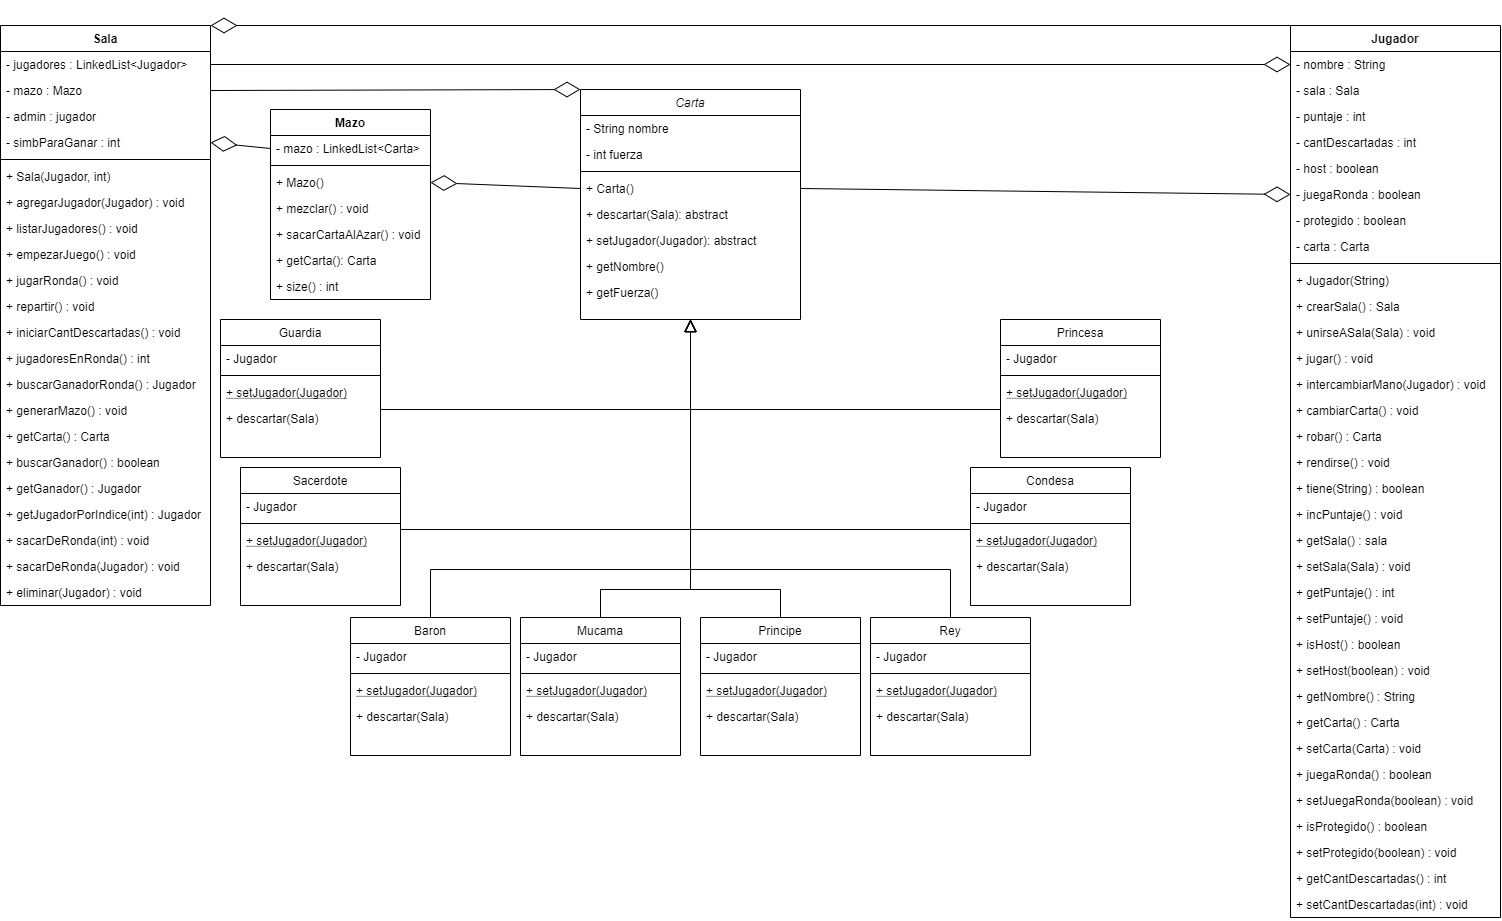 Sala
- jugadores : LinkedList<Jugador>
- mazo : Mazo
- admin : jugador
- simbParaGanar : int
+ Sala(Jugador, int)
+ agregarJugador(Jugador) : void
+ listarJugadores() : void
+ empezarJuego() : void
+ jugarRonda() : void
+ repartir() : void
+ iniciarCantDescartadas() : void
+ jugadoresEnRonda() : int
+ buscarGanadorRonda() : Jugador
+ generarMazo() : void
+ getCarta() : Carta
+ buscarGanador() : boolean
+ getGanador() : Jugador
+ getJugadorPorIndice(int) : Jugador
+ sacarDeRonda(int) : void
+ sacarDeRonda(Jugador) : void
+ eliminar(Jugador) : void
Mazo
- mazo : LinkedList<Carta>
+ Mazo()
+ mezclar() : void
+ sacarCartaAlAzar() : void
+ getCarta(): Carta
+ size() : int
Carta
- String nombre
- int fuerza
+ Carta()
+ descartar(Sala): abstract
+ setJugador(Jugador): abstract
+ getNombre()
+ getFuerza()
Guardia
- Jugador
+ setJugador(Jugador)
+ descartar(Sala)
Princesa
- Jugador
+ setJugador(Jugador)
+ descartar(Sala)
Sacerdote
- Jugador
+ setJugador(Jugador)
+ descartar(Sala)
Condesa
- Jugador
+ setJugador(Jugador)
+ descartar(Sala)
Baron
- Jugador
+ setJugador(Jugador)
+ descartar(Sala)
Mucama
- Jugador
+ setJugador(Jugador)
+ descartar(Sala)
Principe
- Jugador
+ setJugador(Jugador)
+ descartar(Sala)
Rey
- Jugador
+ setJugador(Jugador)
+ descartar(Sala)
Jugador
- nombre : String
- sala : Sala
- puntaje : int
- cantDescartadas : int
- host : boolean
- juegaRonda : boolean
- protegido : boolean
- carta : Carta
+ Jugador(String)
+ crearSala() : Sala
+ unirseASala(Sala) : void
+ jugar() : void
+ intercambiarMano(Jugador) : void
+ cambiarCarta() : void
+ robar() : Carta
+ rendirse() : void
+ tiene(String) : boolean
+ incPuntaje() : void
+ getSala() : sala
+ setSala(Sala) : void
+ getPuntaje() : int
+ setPuntaje() : void
+ isHost() : boolean
+ setHost(boolean) : void
+ getNombre() : String
+ getCarta() : Carta
+ setCarta(Carta) : void
+ juegaRonda() : boolean
+ setJuegaRonda(boolean) : void
+ isProtegido() : boolean
+ setProtegido(boolean) : void
+ getCantDescartadas() : int
+ setCantDescartadas(int) : void